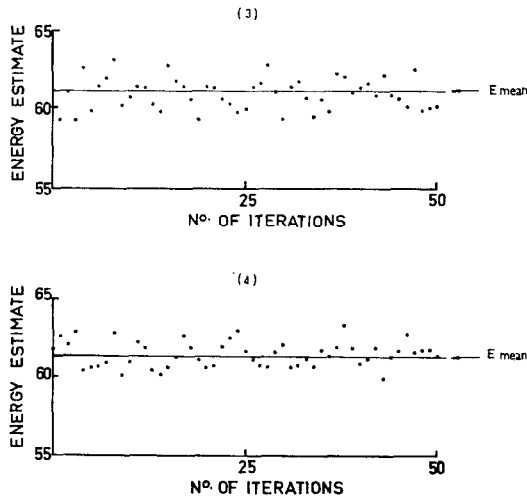 (3)
65
60
55
ENERGY ESTIMATE
E mean
25
50
Nº. OF ITERATIONS
(4)
65
60
55
ENERGY ESTIMATE
E mean
25
50
Nº. OF ITERATIONS